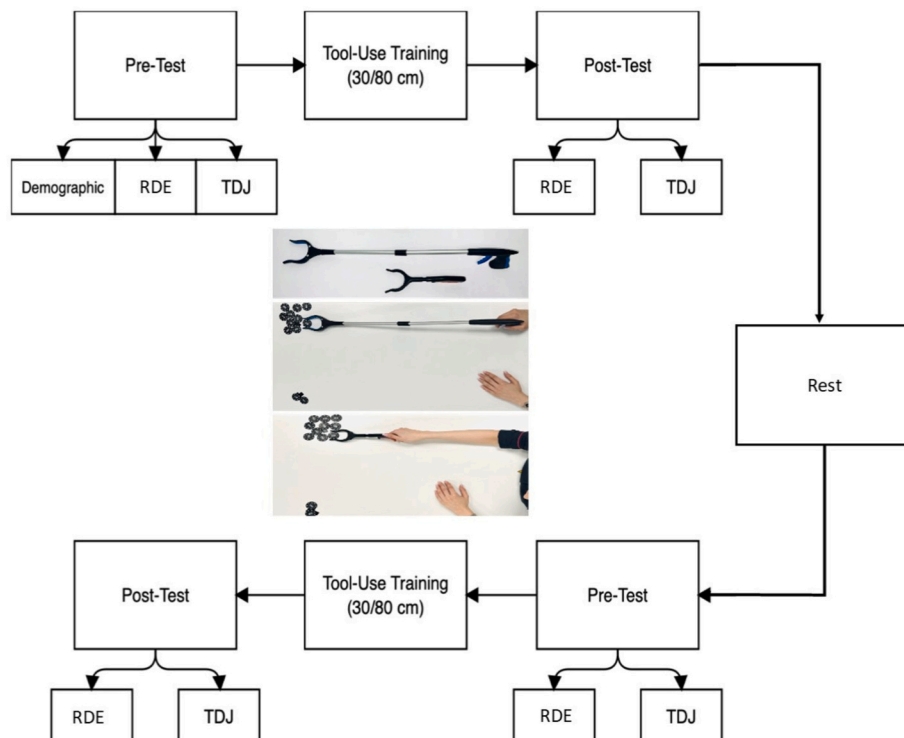 Pre-Test
Tool-Use Training
(30/80 cm)
Post-Test
Demographic
RDE
TDJ
RDE
TDJ
Rest
Post-Test
Tool-Use Training
(30/80 cm)
Pre-Test
RDE
TDJ
RDE
TDJ